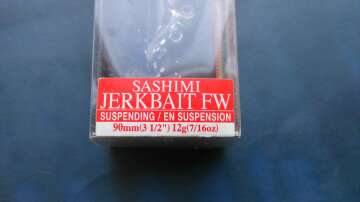 SASHIMI
JERKBAIT FW
SUSPENDING / EN SUSPENSION
90mm(3 1/2") 12g(7/16oz)